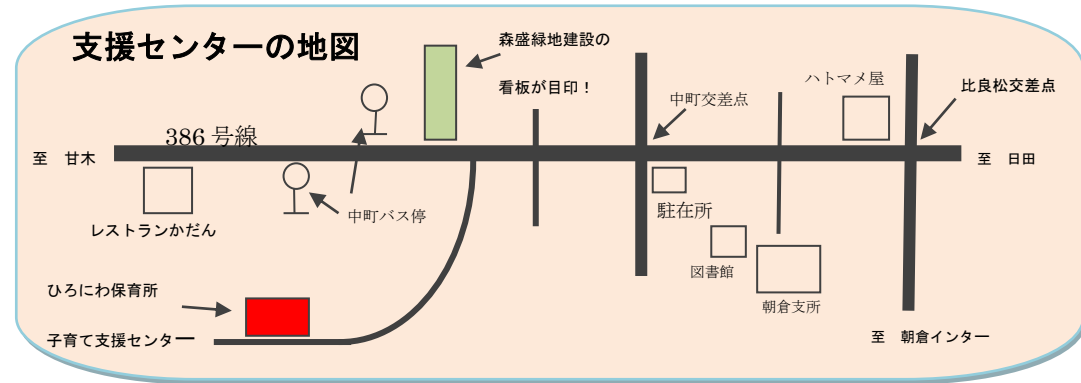 支援センターの地図
森盛緑地建設の
看板が目印！
ハトマメ屋
比良松交差点
中町交差点
386 号線
至　甘木
至　日田
レストランかだん
中町バス停
駐在所
図書館
朝倉支所
ひろにわ保育所
子育て支援センター
至　朝倉インター